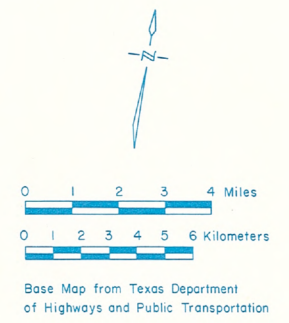 N
0 1 2 3 4 Miles
0 1 2 3 4 5 6 Kilometers
Base Map from Texas Department
of Highways and Public Transportation